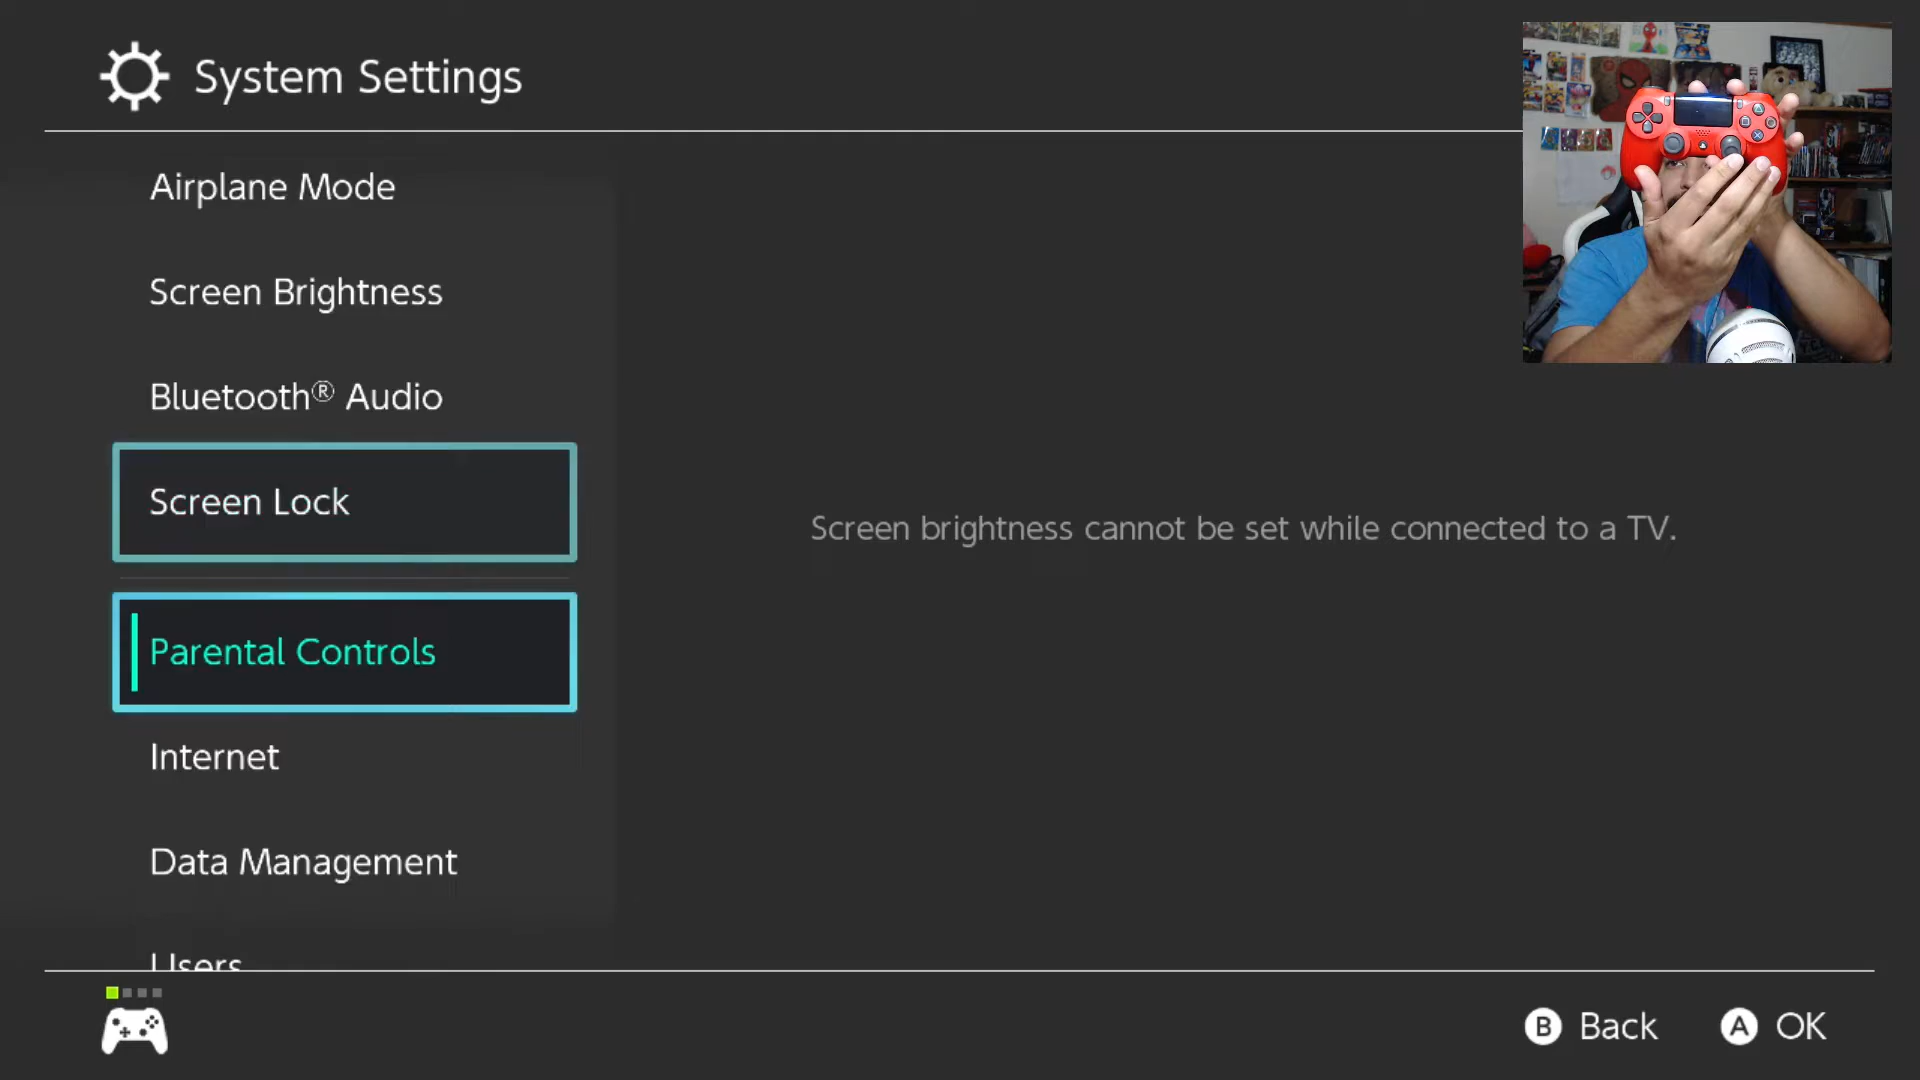 System Settings
Airplane Mode
Screen Brightness
Bluetooth® Audio
Screen Lock
Screen brightness cannot be set while connected to a TV.
Parental Controls
Internet
Data Management
Users
B Back A OK